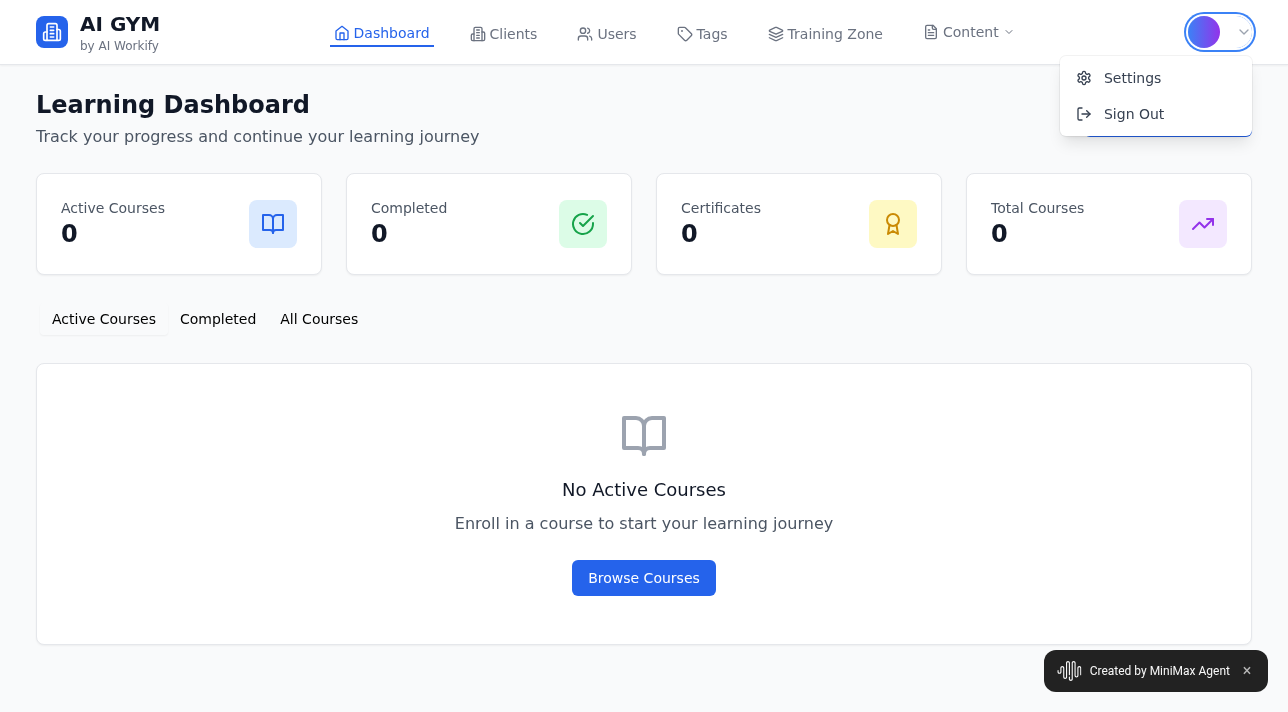 AI GYM
by AI Workify
Dashboard
Clients
Users
Tags
Training Zone
Content
Settings
Sign Out
Learning Dashboard
Track your progress and continue your learning journey
Active Courses
0
Completed
0
Certificates
0
Total Courses
0
Active Courses
Completed
All Courses
No Active Courses
Enroll in a course to start your learning journey
Browse Courses
Created by MiniMax Agent